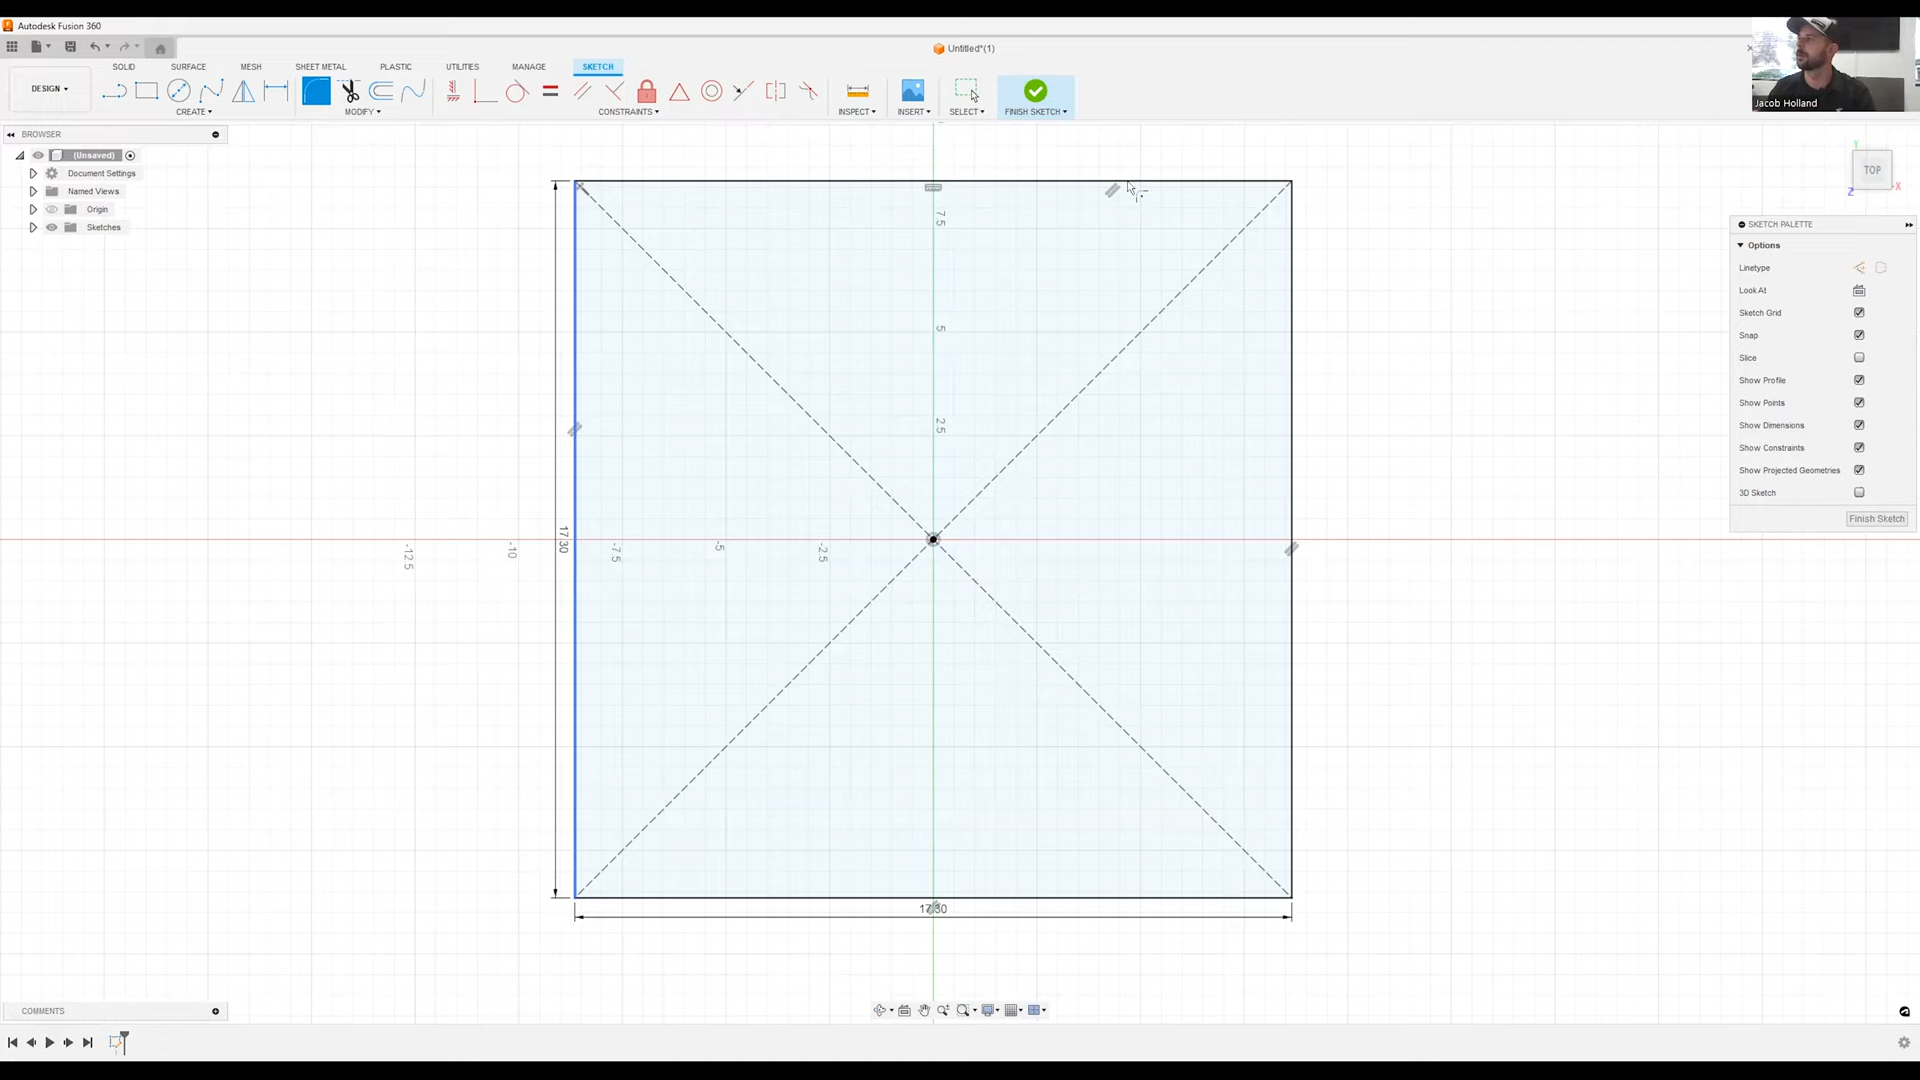 Autodesk Fusion 360
Untitled*(1)
DESIGN
SOLID
SURFACE
MESH
SHEET METAL
PLASTIC
UTILITIES
MANAGE
SKETCH
CREATE
MODIFY
CONSTRAINTS
INSPECT
INSERT
SELECT
FINISH SKETCH
Jacob Holland
BROWSER
(Unsaved)
Document Settings
Named Views
Origin
Sketches
Y
TOP
X
Z
SKETCH PALETTE
Options
Linetype
Look At
Sketch Grid
Snap
Slice
Show Profile
Show Points
Show Dimensions
Show Constraints
Show Projected Geometries
3D Sketch
Finish Sketch
7.5
5
2.5
-12.5
-10
-7.5
-5
-2.5
17.30
17.30
COMMENTS